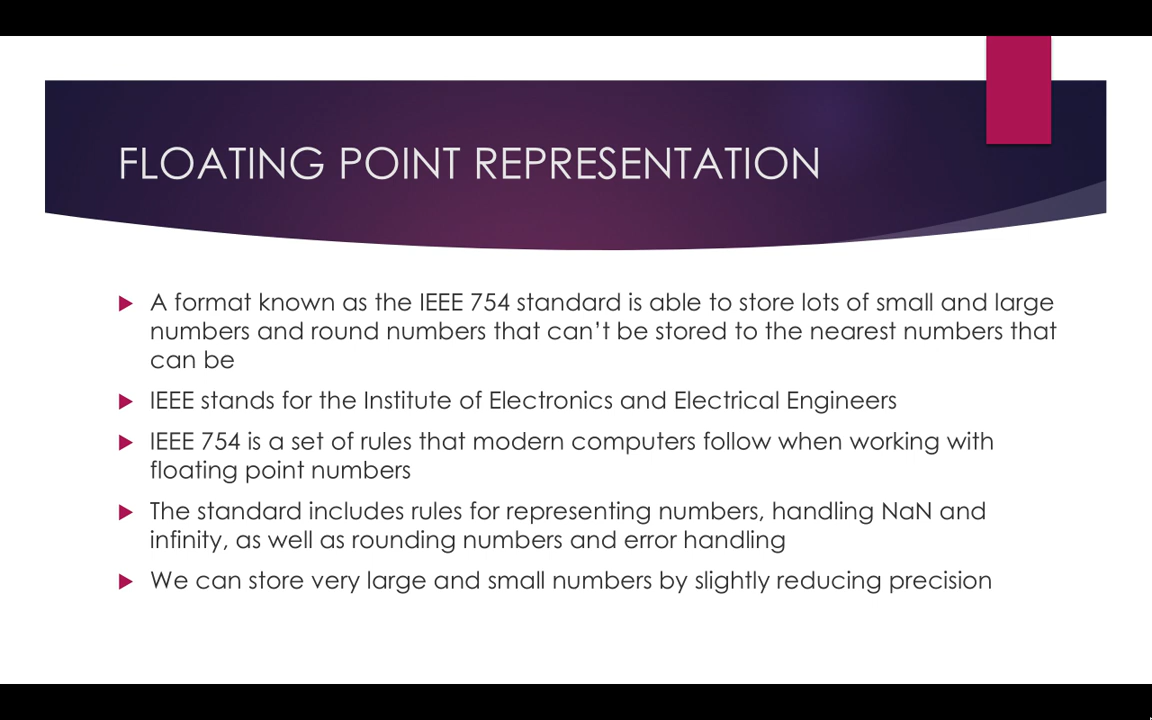 FLOATING POINT REPRESENTATION
A format known as the IEEE 754 standard is able to store lots of small and large
numbers and round numbers that can’t be stored to the nearest numbers that
can be
IEEE stands for the Institute of Electronics and Electrical Engineers
IEEE 754 is a set of rules that modern computers follow when working with
floating point numbers
The standard includes rules for representing numbers, handling NaN and
infinity, as well as rounding numbers and error handling
We can store very large and small numbers by slightly reducing precision